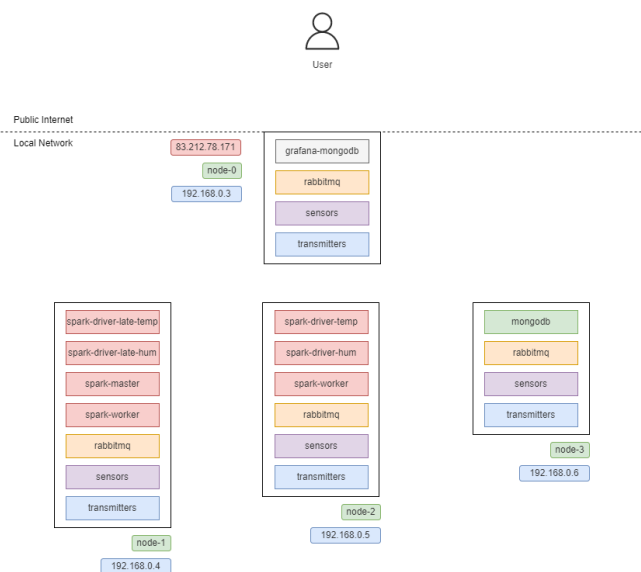 User
Public Internet
Local Network
83.212.78.171
node-0
192.168.0.3
grafana-mongodb
rabbitmq
sensors
transmitters
spark-driver-late-temp
spark-driver-late-hum
spark-master
spark-worker
rabbitmq
sensors
transmitters
node-1
192.168.0.4
spark-driver-temp
spark-driver-hum
spark-worker
rabbitmq
sensors
transmitters
node-2
192.168.0.5
mongodb
rabbitmq
sensors
transmitters
node-3
192.168.0.6